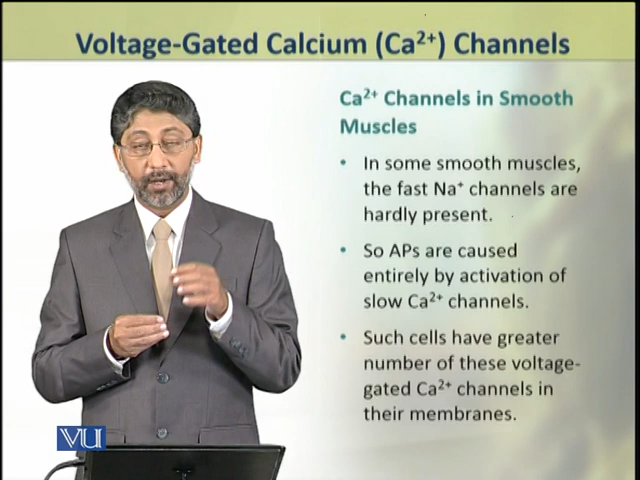 Voltage-Gated Calcium (Ca²⁺) Channels
Ca²⁺ Channels in Smooth
Muscles
• In some smooth muscles,
the fast Na⁺ channels are
hardly present.
• So APs are caused
entirely by activation of
slow Ca²⁺ channels.
• Such cells have greater
number of these voltage-
gated Ca²⁺ channels in
their membranes.
VU